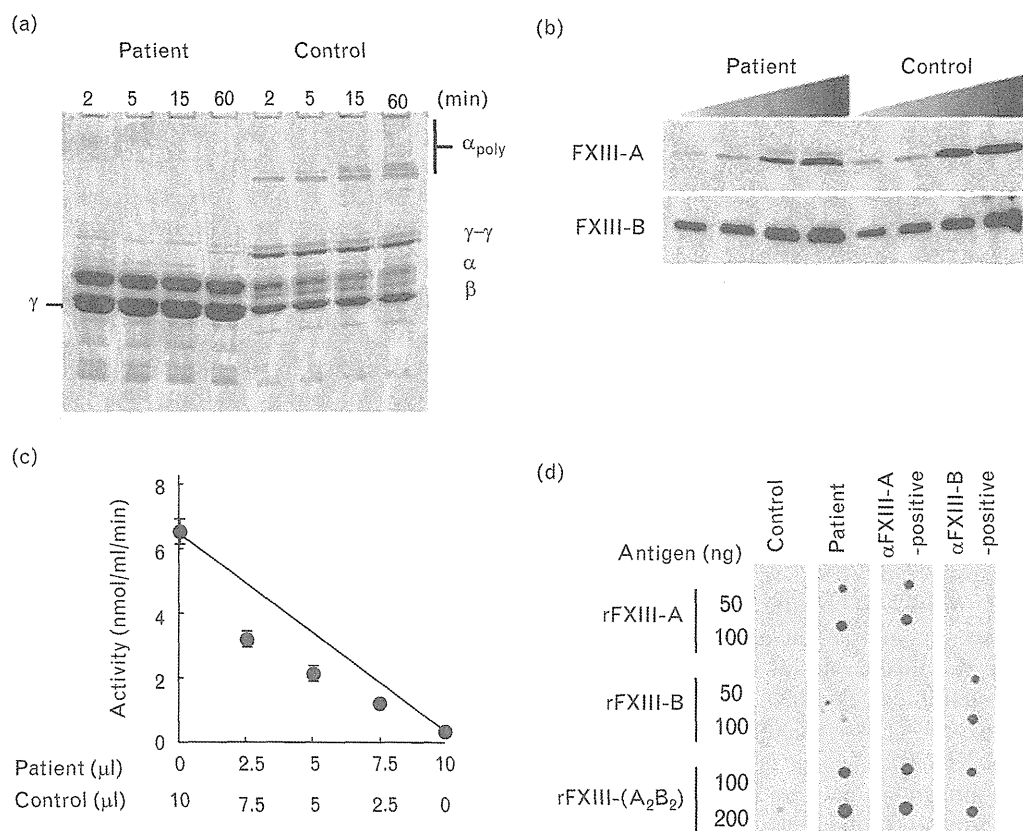 (a)
Patient Control
2 5 15 60 2 5 15 60 (min)
αpoly
γ–γ
α
β
γ
(b)
Patient Control
FXIII-A
FXIII-B
(c)
Activity (nmol/ml/min)
8
6
4
2
0
Patient (μl) 0 2.5 5 7.5 10
Control (μl) 10 7.5 5 2.5 0
(d)
Control
Patient
αFXIII-A
-positive
αFXIII-B
-positive
Antigen (ng)
rFXIII-A 50
100
rFXIII-B 50
100
rFXIII-(A₂B₂) 100
200